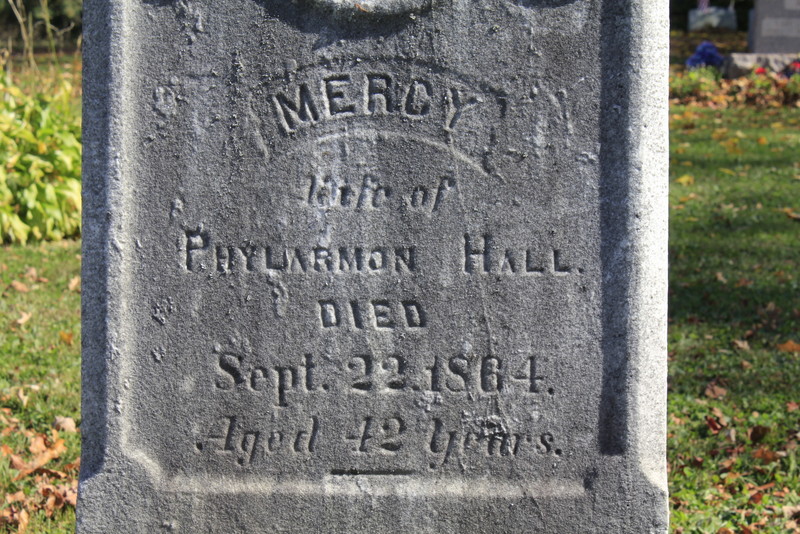 MERCY
Wife of
PHYLARMON HALL.
DIED
Sept. 22. 1864.
Aged 42 Years.